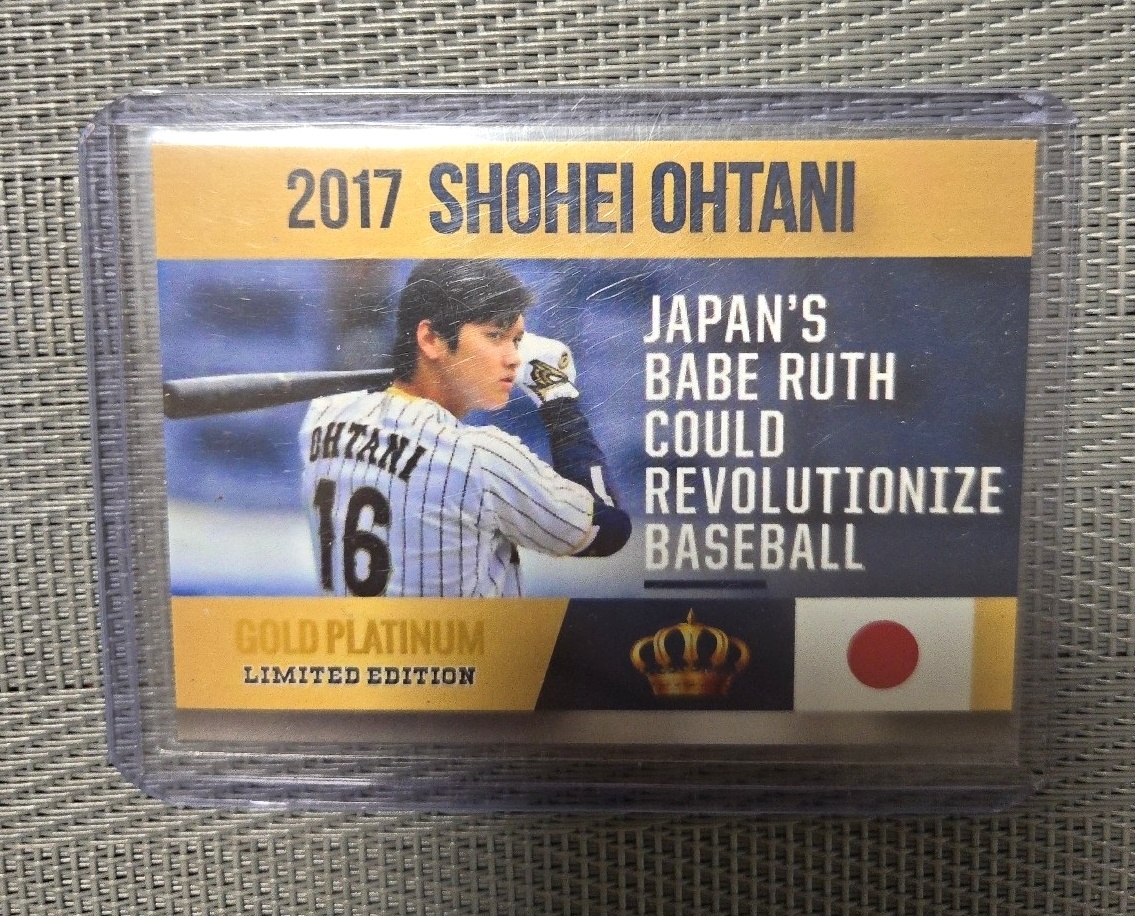 2017 SHOHEI OHTANI
JAPAN'S
BABE RUTH
COULD
REVOLUTIONIZE
BASEBALL
OHTANI
16
GOLD PLATINUM
LIMITED EDITION